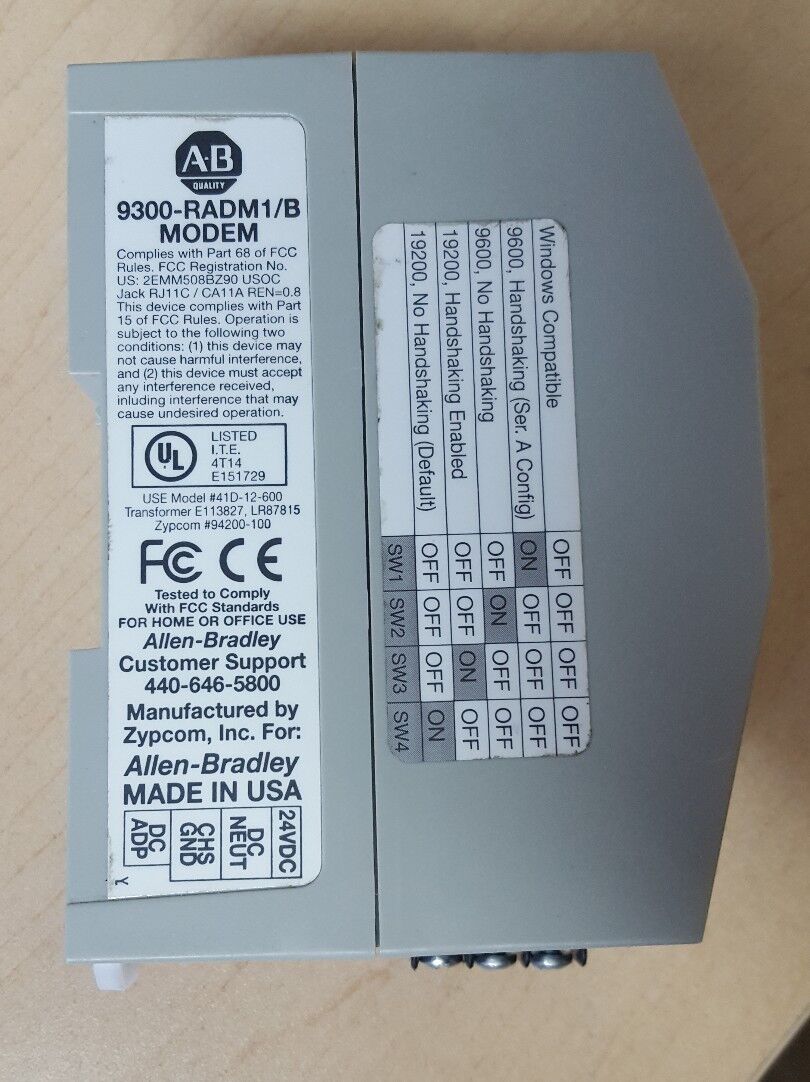 A·B
QUALITY
9300-RADM1/B
MODEM
Complies with Part 68 of FCC
Rules. FCC Registration No.
US: 2EMM508BZ90 USOC
Jack RJ11C / CA11A REN=0.8
This device complies with Part
15 of FCC Rules. Operation is
subject to the following two
conditions: (1) this device may
not cause harmful interference,
and (2) this device must accept
any interference received,
inluding interference that may
cause undesired operation.
UL
LISTED
I.T.E.
4T14
E151729
USE Model #41D-12-600
Transformer E113827, LR87815
Zypcom #94200-100
FC CE
Tested to Comply
With FCC Standards
FOR HOME OR OFFICE USE
Allen-Bradley
Customer Support
440-646-5800
Manufactured by
Zypcom, Inc. For:
Allen-Bradley
MADE IN USA
24VDC
DC
NEUT
CHS
GND
DC
ADP
Y
Windows Compatible OFF OFF OFF OFF
9600, Handshaking (Ser. A Config) ON OFF OFF OFF
9600, No Handshaking OFF ON OFF OFF
19200, Handshaking Enabled OFF OFF ON OFF
19200, No Handshaking (Default) OFF OFF OFF ON
SW1 SW2 SW3 SW4